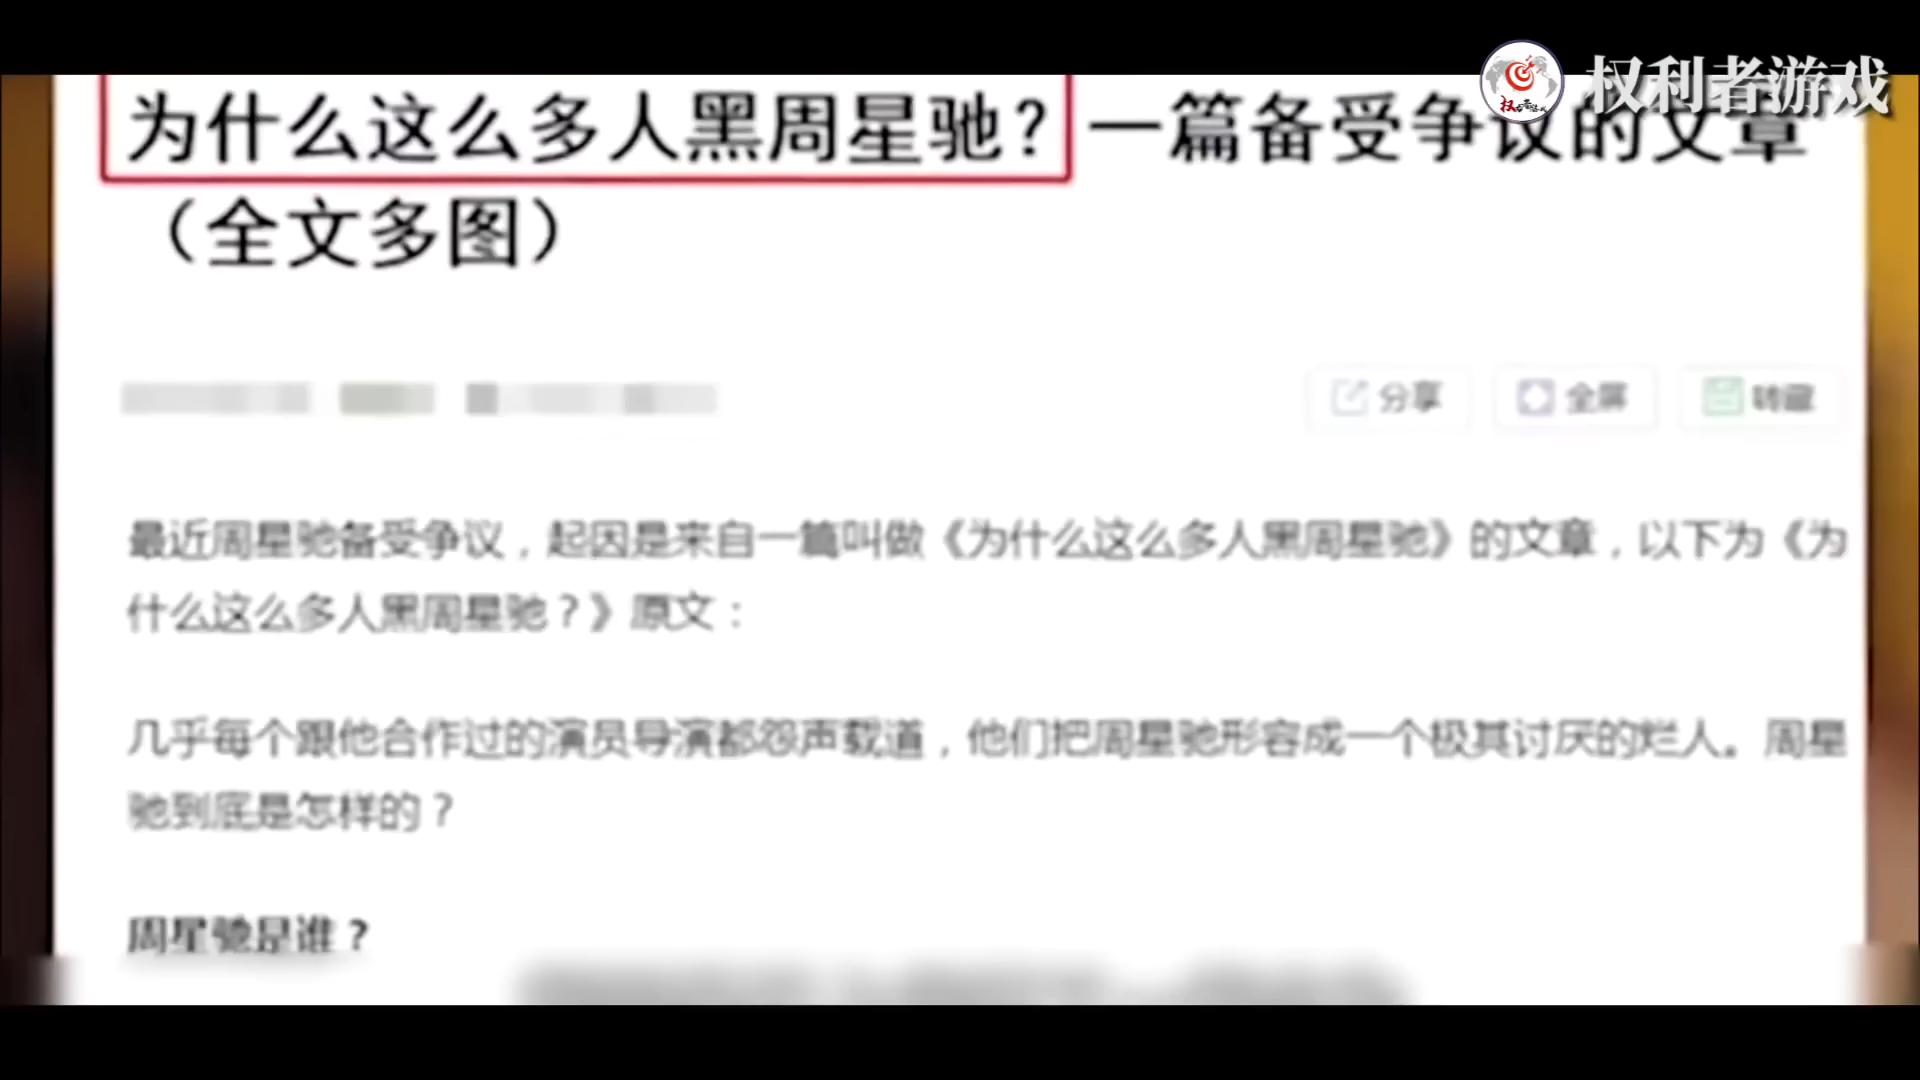 权利者游戏
为什么这么多人黑周星驰？一篇备受争议的文章
（全文多图）
分享 全屏 转藏
最近周星驰备受争议，起因是来自一篇叫做《为什么这么多人黑周星驰》的文章，以下为《为
什么这么多人黑周星驰？》原文：
几乎每个跟他合作过的演员导演都怨声载道，他们把周星驰形容成一个极其讨厌的烂人。周星
驰到底是怎样的？
周星驰是谁？